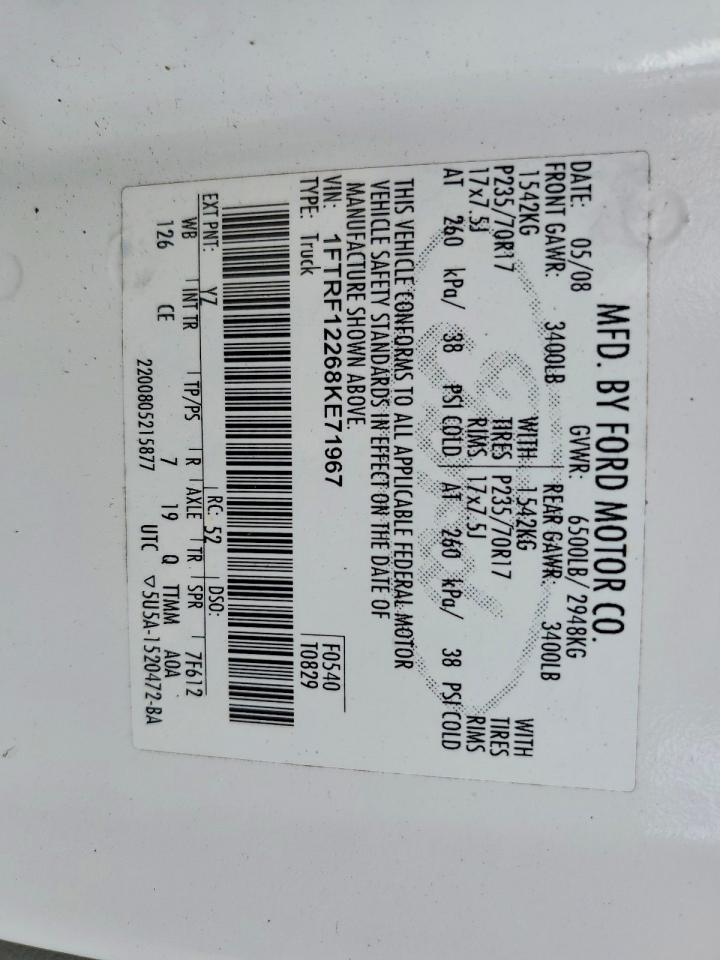 MFD. BY FORD MOTOR CO.
DATE: 05/08 GVWR: 6500LB/ 2948KG
FRONT GAWR: 3400LB REAR GAWR: 3400LB
1542KG WITH 1542KG WITH
P235/70R17 TIRES P235/70R17 TIRES
17x7.5J RIMS 17x7.5J RIMS
AT 260 kPa/ 38 PSI COLD AT 260 kPa/ 38 PSI COLD
THIS VEHICLE CONFORMS TO ALL APPLICABLE FEDERAL MOTOR
VEHICLE SAFETY STANDARDS IN EFFECT ON THE DATE OF
MANUFACTURE SHOWN ABOVE.
VIN: 1FTRF12268KE71967 F0540
TYPE: Truck T0829
EXT PNT: YZ RC: 52 DSO:
WB INT TR TP/PS R AXLE TR SPR 7F612
126 CE 7 19 Q TTMM A0A
2200805215877 UTC ▽5U5A-1520472-BA